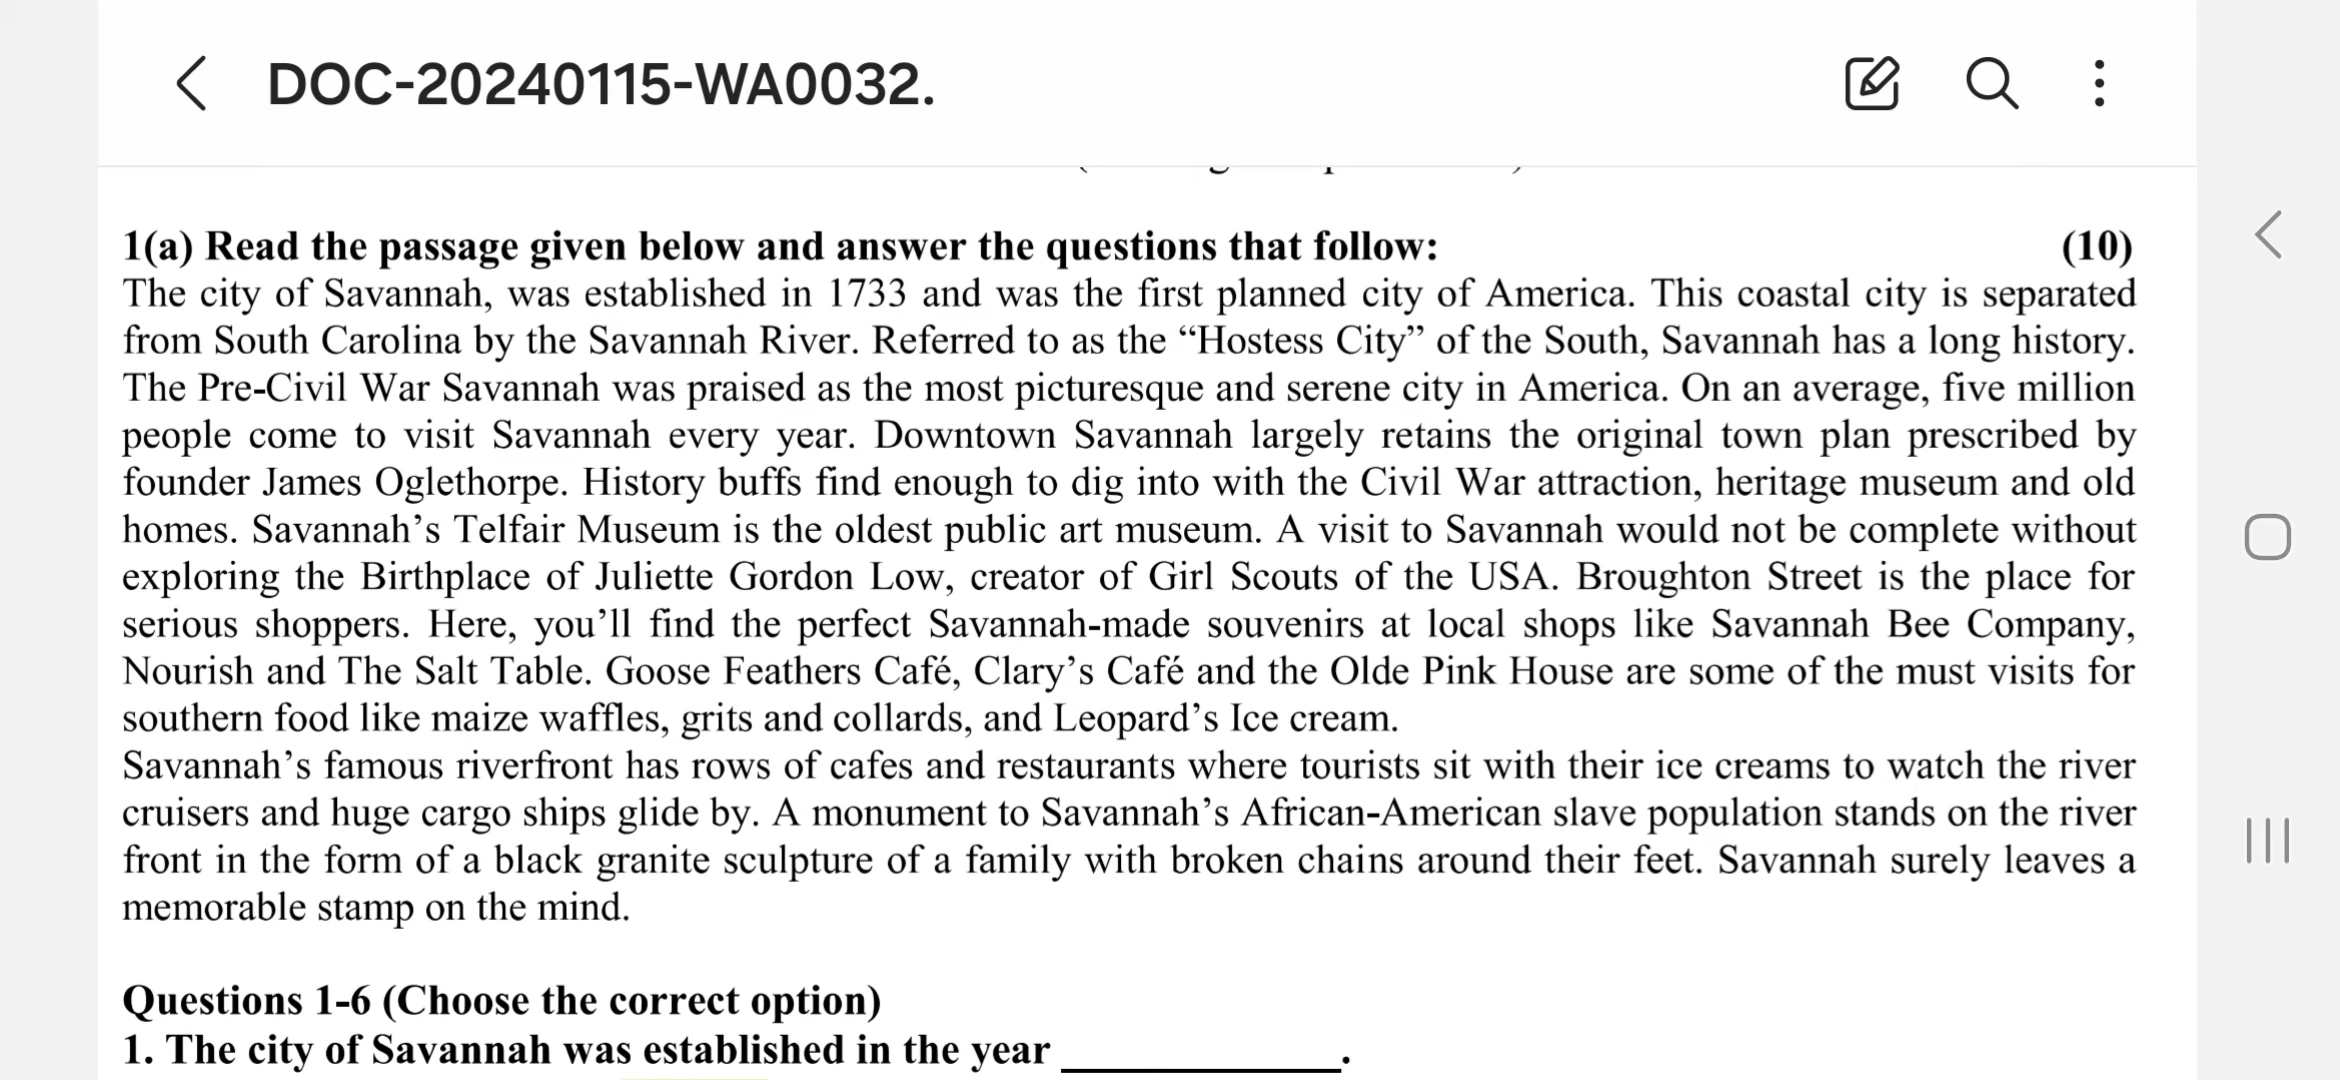 DOC-20240115-WA0032.
1(a) Read the passage given below and answer the questions that follow: (10)
The city of Savannah, was established in 1733 and was the first planned city of America. This coastal city is separated
from South Carolina by the Savannah River. Referred to as the “Hostess City” of the South, Savannah has a long history.
The Pre-Civil War Savannah was praised as the most picturesque and serene city in America. On an average, five million
people come to visit Savannah every year. Downtown Savannah largely retains the original town plan prescribed by
founder James Oglethorpe. History buffs find enough to dig into with the Civil War attraction, heritage museum and old
homes. Savannah’s Telfair Museum is the oldest public art museum. A visit to Savannah would not be complete without
exploring the Birthplace of Juliette Gordon Low, creator of Girl Scouts of the USA. Broughton Street is the place for
serious shoppers. Here, you’ll find the perfect Savannah-made souvenirs at local shops like Savannah Bee Company,
Nourish and The Salt Table. Goose Feathers Café, Clary’s Café and the Olde Pink House are some of the must visits for
southern food like maize waffles, grits and collards, and Leopard’s Ice cream.
Savannah’s famous riverfront has rows of cafes and restaurants where tourists sit with their ice creams to watch the river
cruisers and huge cargo ships glide by. A monument to Savannah’s African-American slave population stands on the river
front in the form of a black granite sculpture of a family with broken chains around their feet. Savannah surely leaves a
memorable stamp on the mind.
Questions 1-6 (Choose the correct option)
1. The city of Savannah was established in the year ____________.